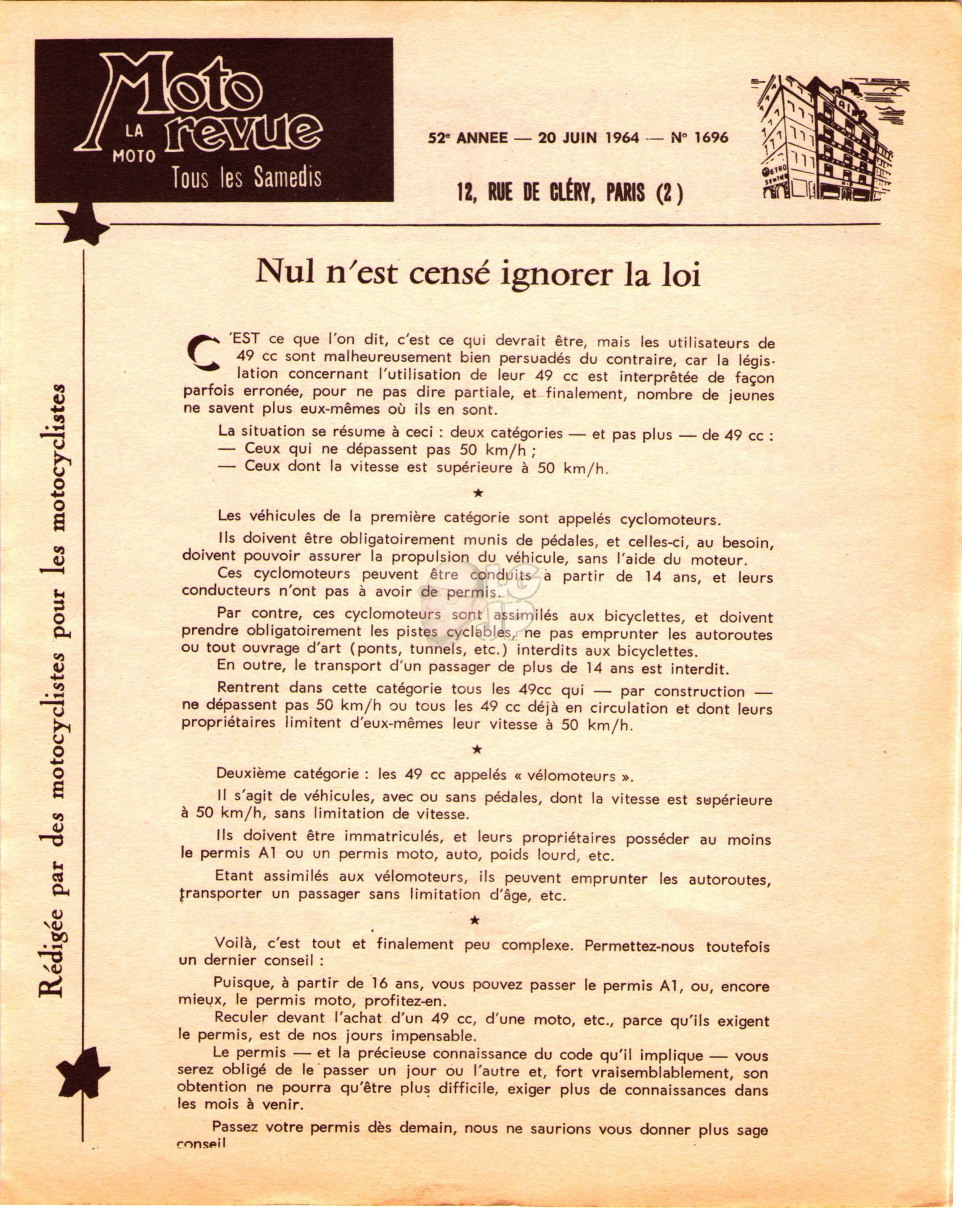 Moto
LA
MOTO
revue
Tous les Samedis
52e ANNEE — 20 JUIN 1964 — No 1696
12, RUE DE CLÉRY, PARIS (2)
METRO
SENTIER
Rédigée par des motocyclistes pour les motocyclistes
Nul n'est censé ignorer la loi
C'EST ce que l'on dit, c'est ce qui devrait être, mais les utilisateurs de
49 cc sont malheureusement bien persuadés du contraire, car la légis-
lation concernant l'utilisation de leur 49 cc est interprêtée de façon
parfois erronée, pour ne pas dire partiale, et finalement, nombre de jeunes
ne savent plus eux-mêmes où ils en sont.
La situation se résume à ceci : deux catégories — et pas plus — de 49 cc :
— Ceux qui ne dépassent pas 50 km/h ;
— Ceux dont la vitesse est supérieure à 50 km/h.
Les véhicules de la première catégorie sont appelés cyclomoteurs.
Ils doivent être obligatoirement munis de pédales, et celles-ci, au besoin,
doivent pouvoir assurer la propulsion du véhicule, sans l'aide du moteur.
Ces cyclomoteurs peuvent être conduits à partir de 14 ans, et leurs
conducteurs n'ont pas à avoir de permis.
Par contre, ces cyclomoteurs sont assimilés aux bicyclettes, et doivent
prendre obligatoirement les pistes cyclables, ne pas emprunter les autoroutes
ou tout ouvrage d'art (ponts, tunnels, etc.) interdits aux bicyclettes.
En outre, le transport d'un passager de plus de 14 ans est interdit.
Rentrent dans cette catégorie tous les 49cc qui — par construction —
ne dépassent pas 50 km/h ou tous les 49 cc déjà en circulation et dont leurs
propriétaires limitent d'eux-mêmes leur vitesse à 50 km/h.
Deuxième catégorie : les 49 cc appelés « vélomoteurs ».
Il s'agit de véhicules, avec ou sans pédales, dont la vitesse est supérieure
à 50 km/h, sans limitation de vitesse.
Ils doivent être immatriculés, et leurs propriétaires posséder au moins
le permis A1 ou un permis moto, auto, poids lourd, etc.
Etant assimilés aux vélomoteurs, ils peuvent emprunter les autoroutes,
transporter un passager sans limitation d'âge, etc.
Voilà, c'est tout et finalement peu complexe. Permettez-nous toutefois
un dernier conseil :
Puisque, à partir de 16 ans, vous pouvez passer le permis A1, ou, encore
mieux, le permis moto, profitez-en.
Reculer devant l'achat d'un 49 cc, d'une moto, etc., parce qu'ils exigent
le permis, est de nos jours impensable.
Le permis — et la précieuse connaissance du code qu'il implique — vous
serez obligé de le passer un jour ou l'autre et, fort vraisemblablement, son
obtention ne pourra qu'être plus difficile, exiger plus de connaissances dans
les mois à venir.
Passez votre permis dès demain, nous ne saurions vous donner plus sage
conseil